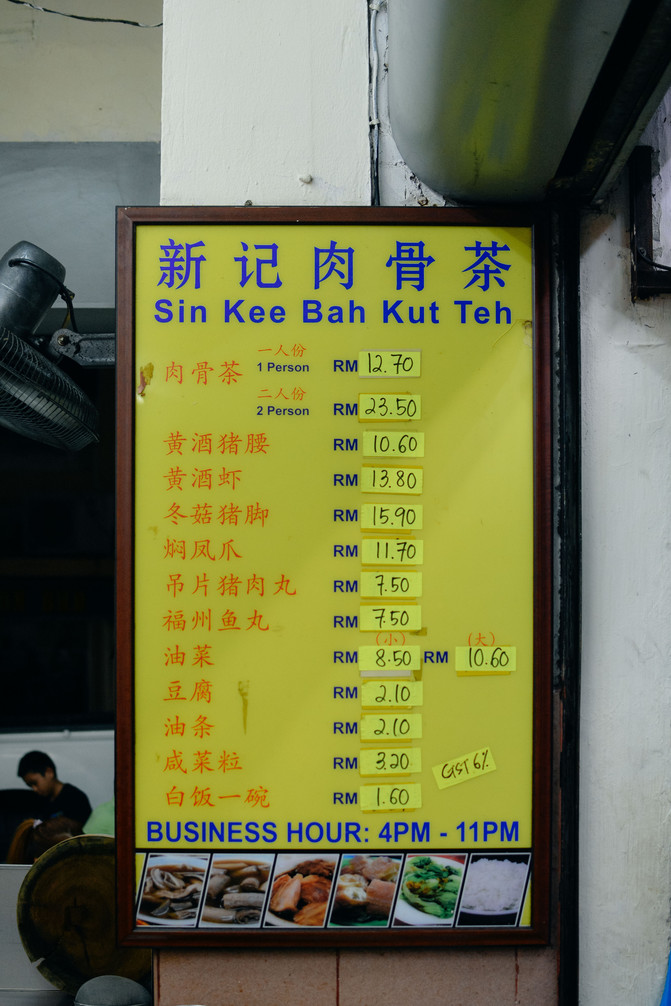 新记肉骨茶
Sin Kee Bah Kut Teh
肉骨茶 一人份 1 Person RM 12.70
二人份 2 Person RM 23.50
黄酒猪腰 RM 10.60
黄酒虾 RM 13.80
冬菇猪脚 RM 15.90
焖凤爪 RM 11.70
吊片猪肉丸 RM 7.50
福州鱼丸 RM 7.50
(小) (大)
油菜 RM 8.50 RM 10.60
豆腐 RM 2.10
油条 RM 2.10
咸菜粒 RM 3.20
GST 6%
白饭一碗 RM 1.60
BUSINESS HOUR: 4PM - 11PM